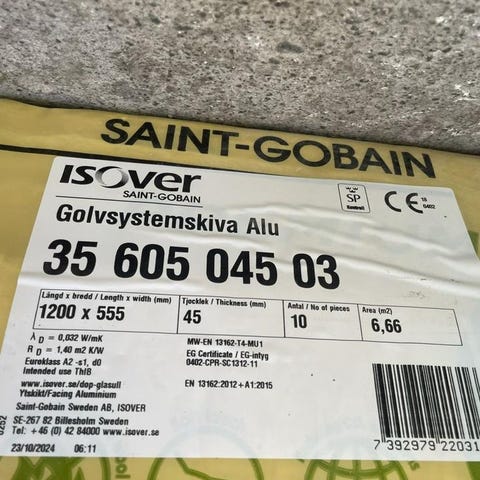 SAINT-GOBAIN
ISOVER
SAINT-GOBAIN
SP
Kontroll
CE 18
0402
Golvsystemskiva Alu
35 605 045 03
Längd x bredd / Length x width (mm)
1200 x 555
Tjocklek / Thickness (mm)
45
Antal / No of pieces
10
Area (m2)
6,66
λ D = 0,032 W/mK
R D = 1,40 m2 K/W
Euroklass A2 -s1, d0
Intended use ThIB
MW-EN 13162-T4-MU1
EG Certificate / EG-intyg
0402-CPR-SC1312-11
EN 13162:2012 + A1:2015
www.isover.se/dop-glasull
Ytskikt/Facing Aluminium
Saint-Gobain Sweden AB, ISOVER
SE-267 82 Billesholm Sweden
Tel: +46 (0) 42 84000 www.isover.se
23/10/2024 06:11
7 392979 22031